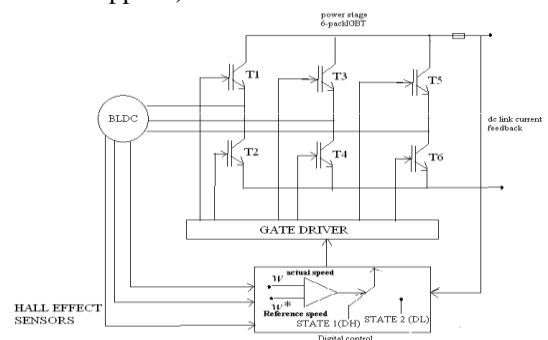 power stage
6-packIGBT
T1
T3
T5
BLDC
dc link current
feedback
T2
T4
T6
GATE DRIVER
w actual speed
w*
Reference speed
HALL EFFECT
SENSORS
STATE 1(DH)
STATE 2 (DL)
Digital control